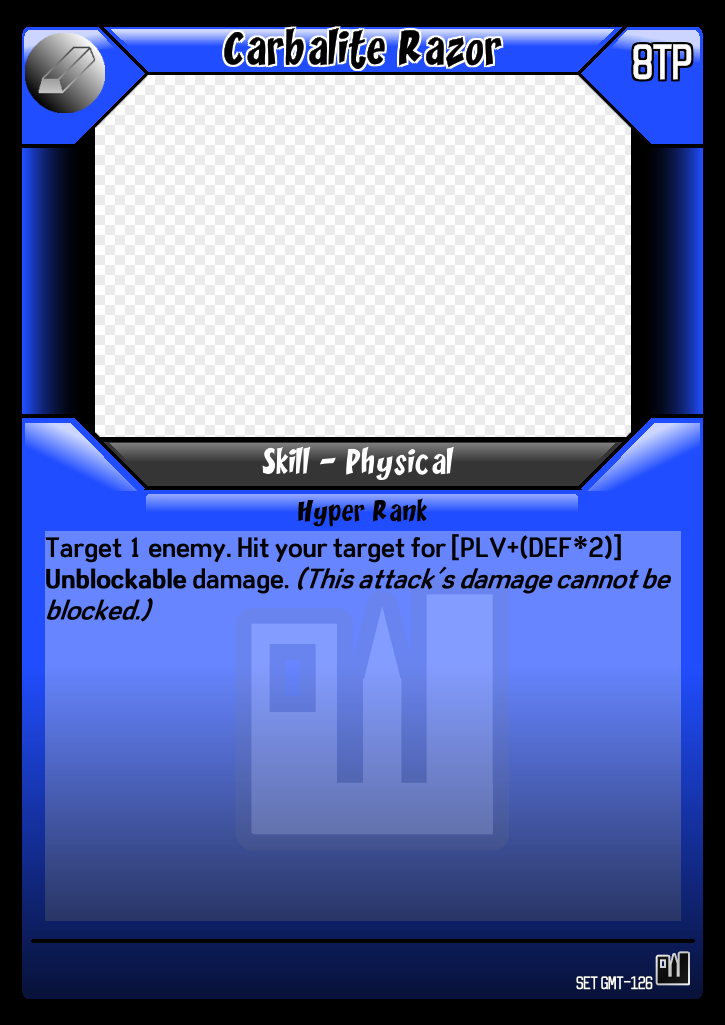 Carbalite Razor
8TP
Skill - Physical
Hyper Rank
Target 1 enemy. Hit your target for [PLV+(DEF*2)]
Unblockable damage. (This attack's damage cannot be
blocked.)
SET GMT-126